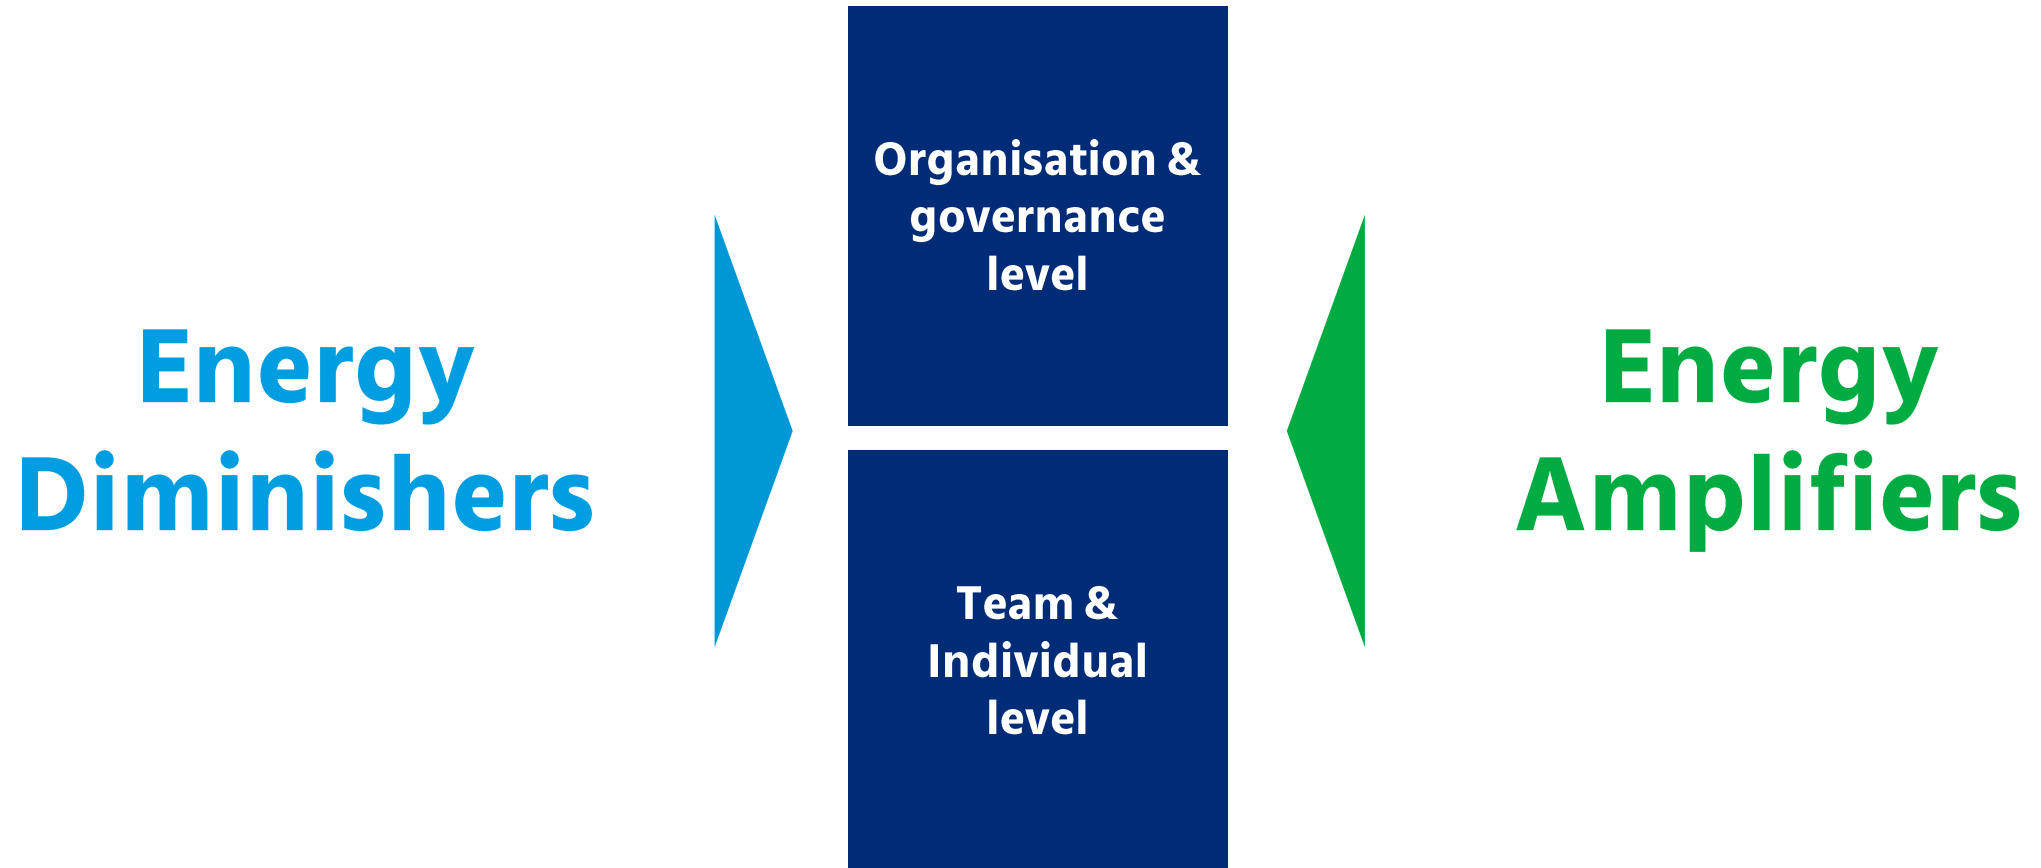 Energy
Diminishers
Organisation &
governance
level
Team &
Individual
level
Energy
Amplifiers